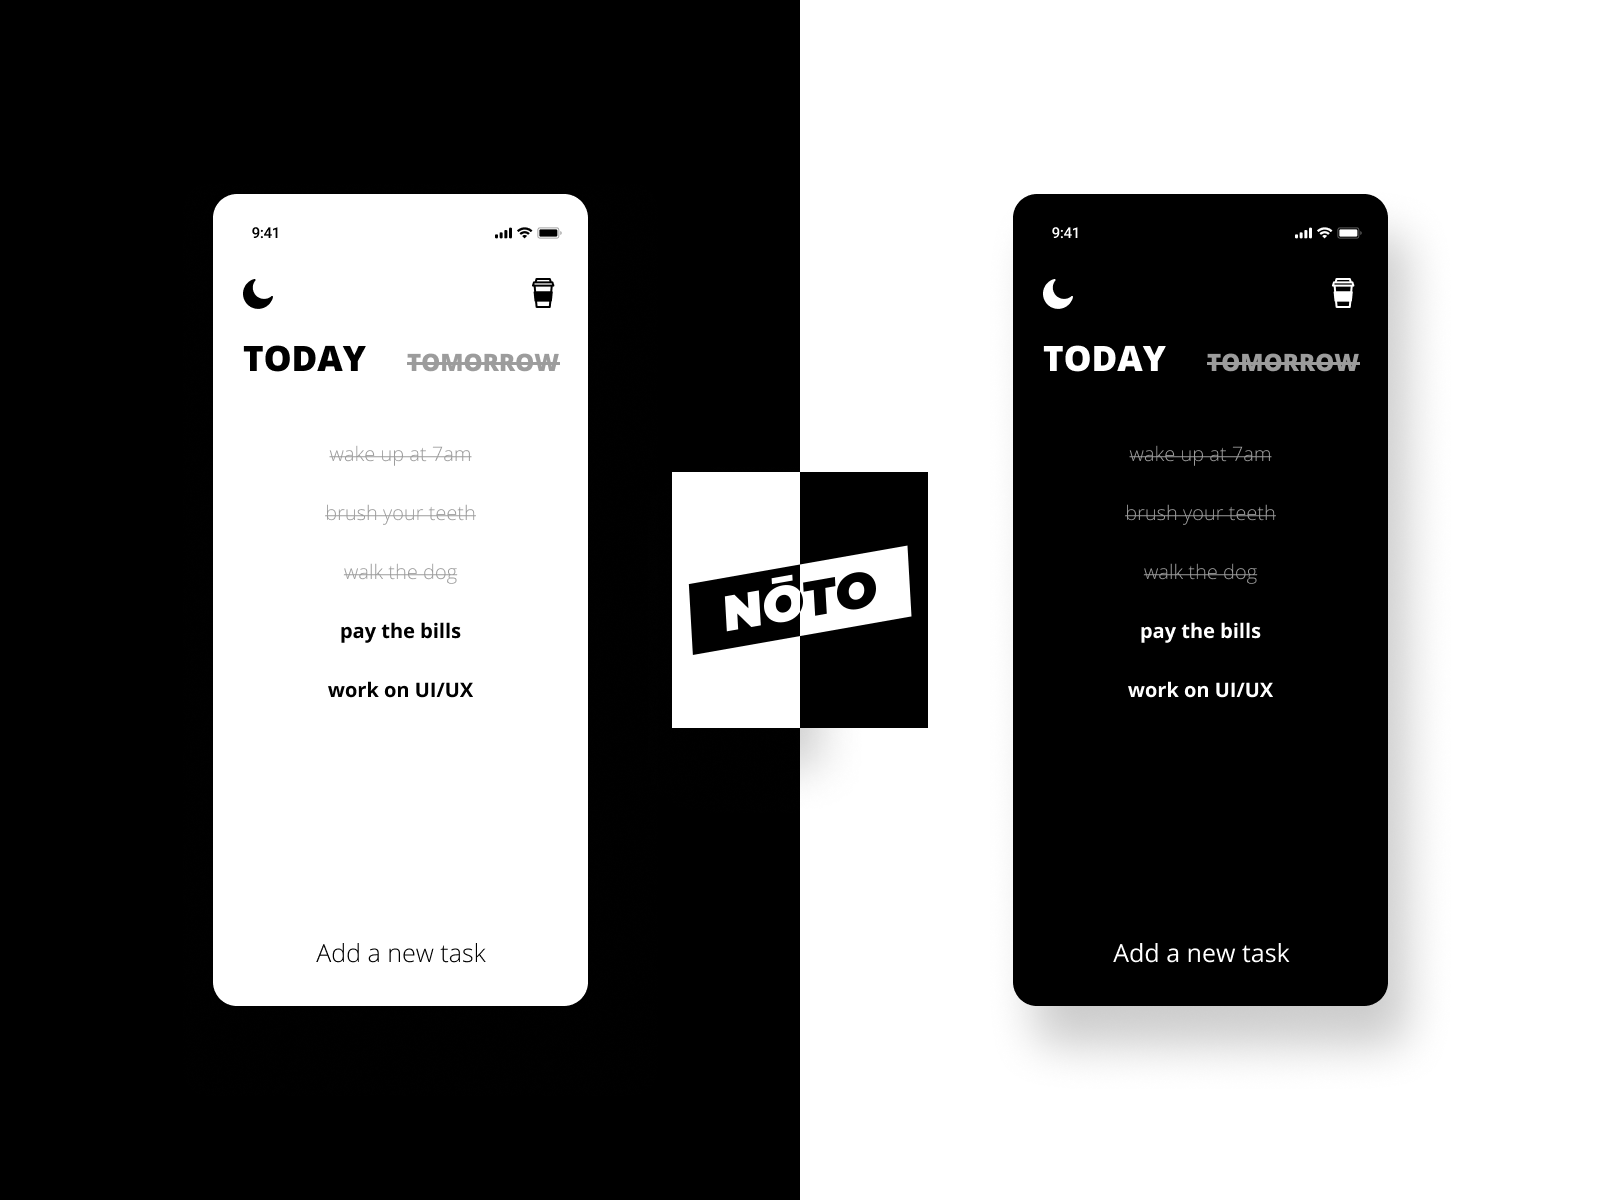 9:41
TODAY TOMORROW
wake up at 7am
brush your teeth
walk the dog
pay the bills
work on UI/UX
Add a new task
NŌTO
9:41
TODAY TOMORROW
wake up at 7am
brush your teeth
walk the dog
pay the bills
work on UI/UX
Add a new task